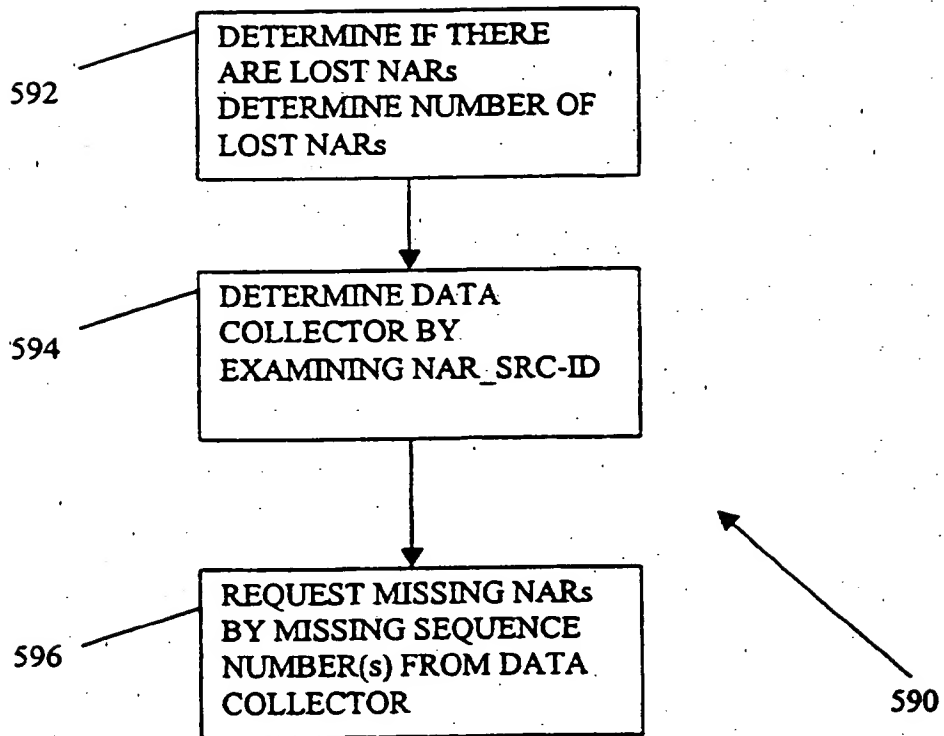 592
DETERMINE IF THERE
ARE LOST NARs
DETERMINE NUMBER OF
LOST NARs
594
DETERMINE DATA
COLLECTOR BY
EXAMINING NAR_SRC-ID
596
REQUEST MISSING NARs
BY MISSING SEQUENCE
NUMBER(s) FROM DATA
COLLECTOR
590